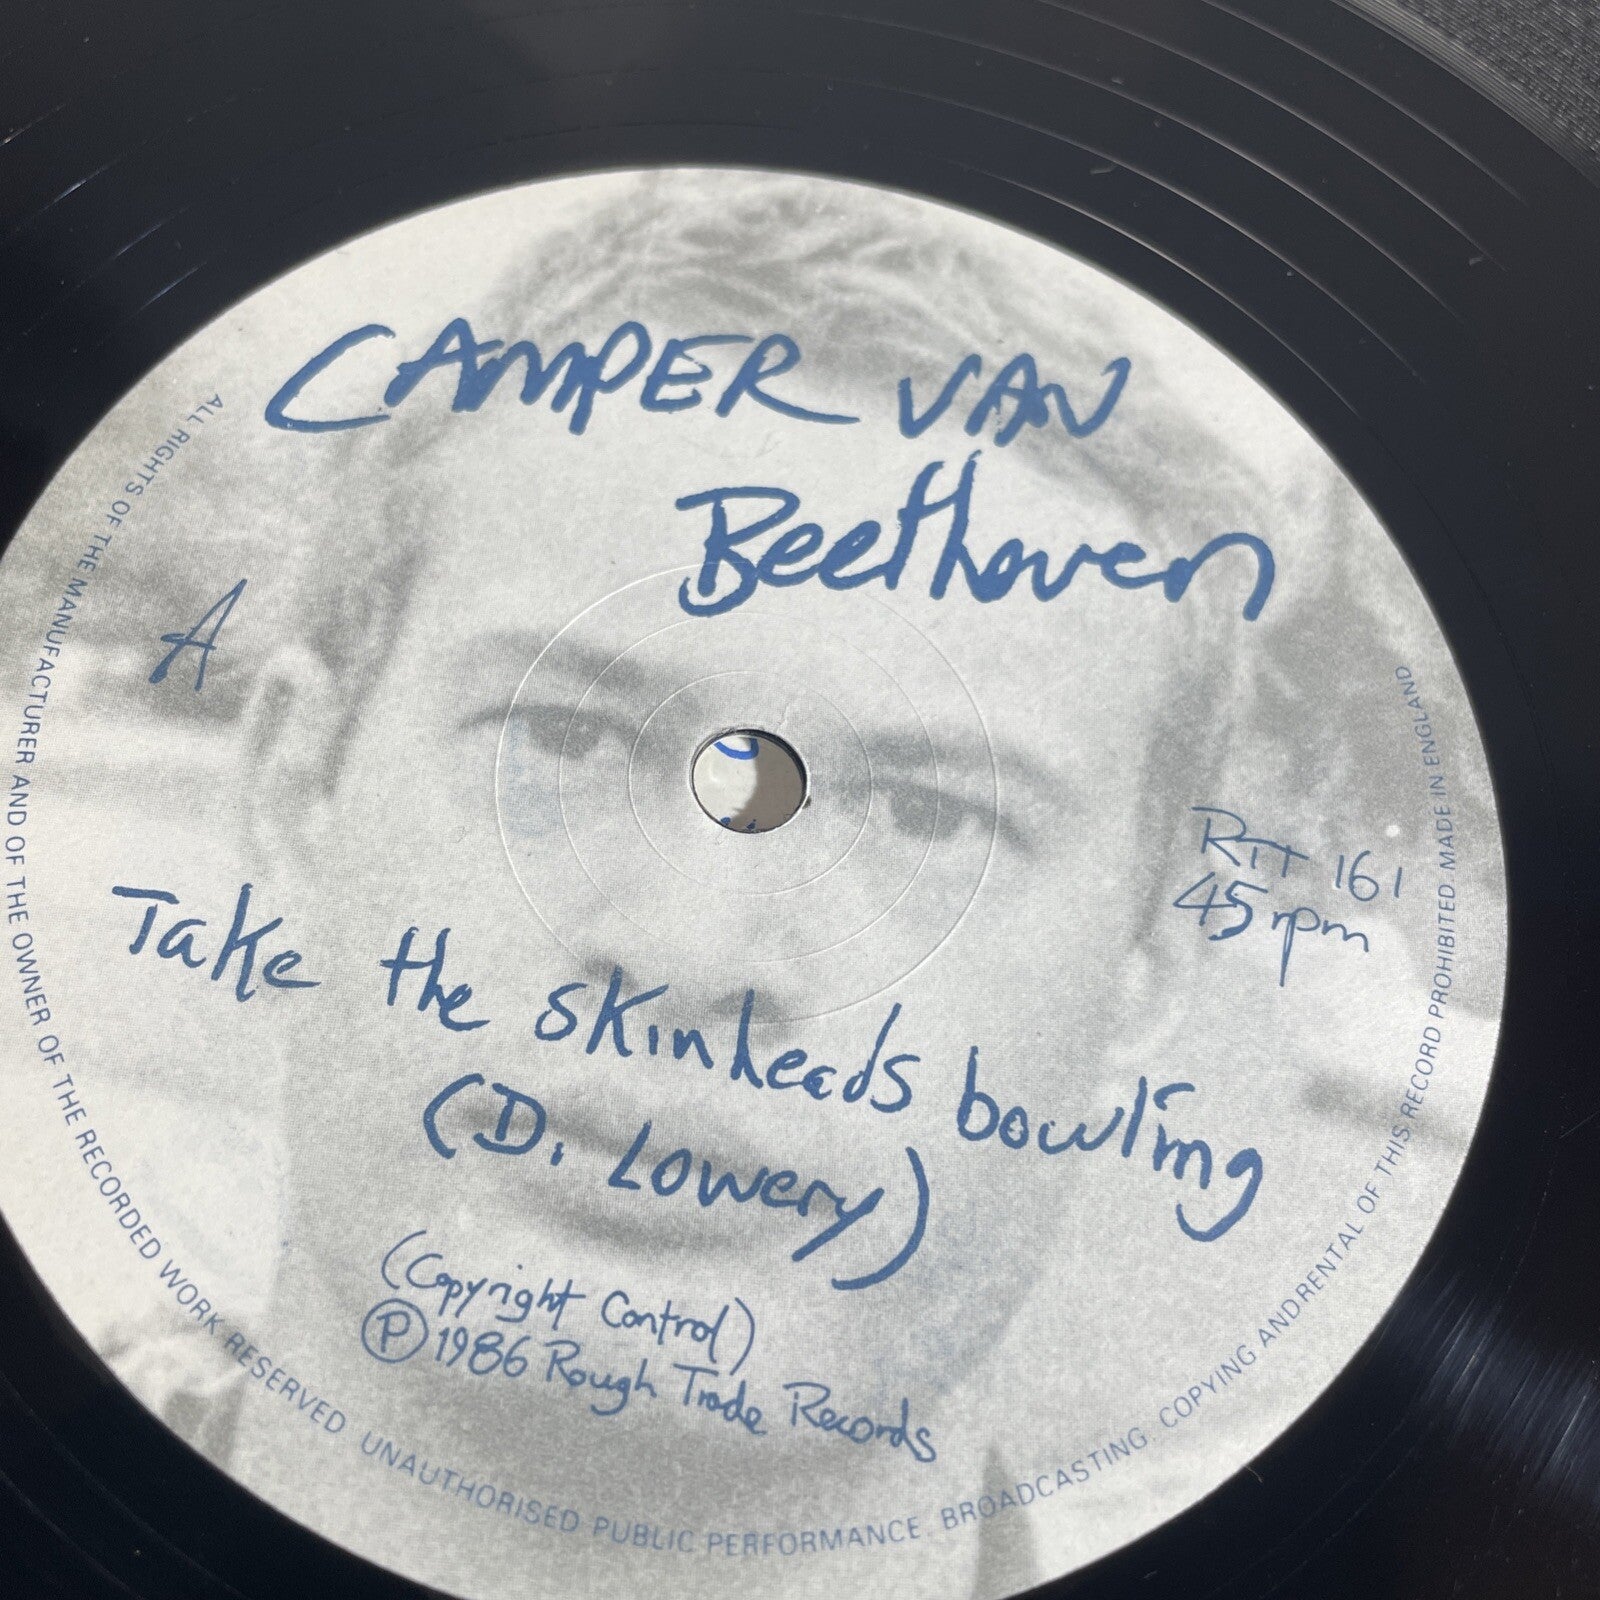 CAMPER VAN
Beethoven
A
RTT 161
45 rpm
Take the skinheads bowling
(D. Lowery)
(Copyright Control)
Ⓟ 1986 Rough Trade Records
ALL RIGHTS OF THE MANUFACTURER AND OF THE OWNER OF THE RECORDED WORK RESERVED. UNAUTHORISED PUBLIC PERFORMANCE, BROADCASTING, COPYING AND RENTAL OF THIS RECORD PROHIBITED. MADE IN ENGLAND